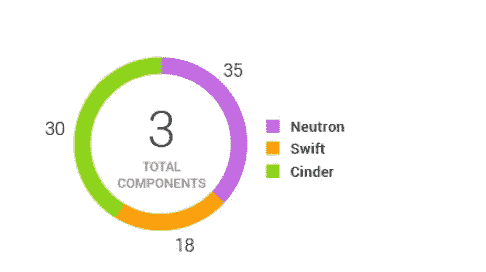 35
30
3
TOTAL
COMPONENTS
18
Neutron
Swift
Cinder